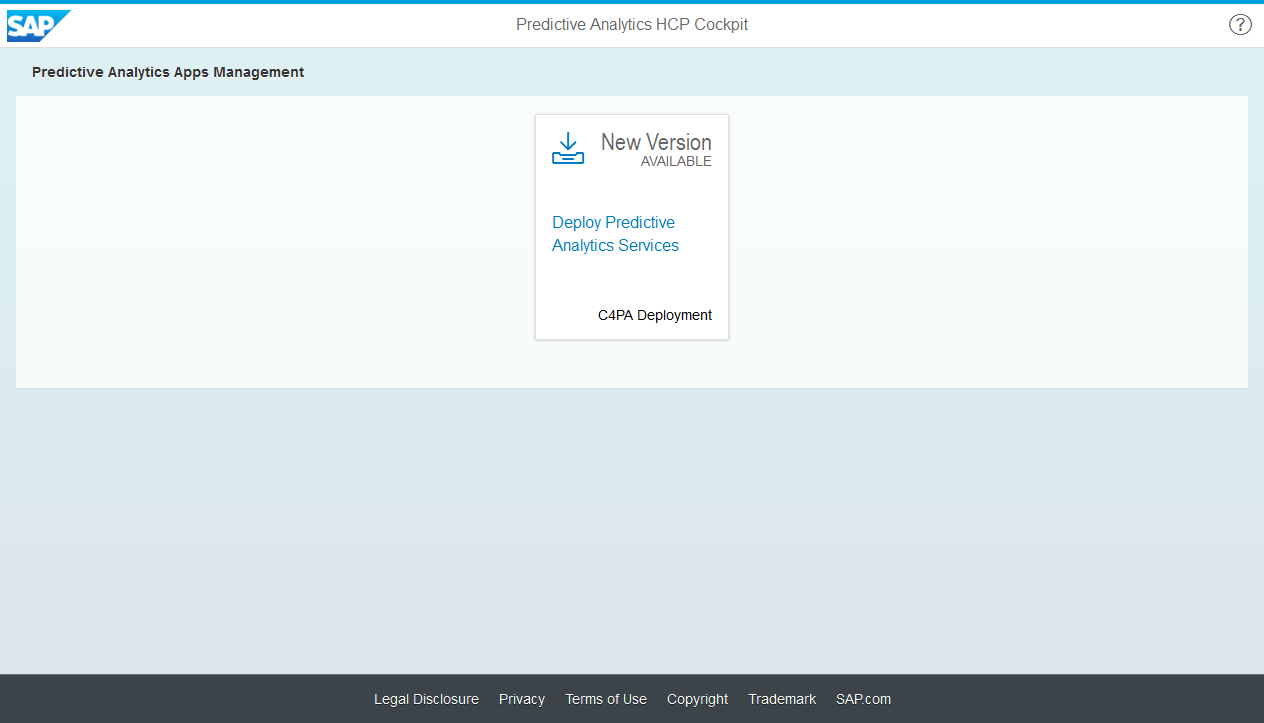 SAP
Predictive Analytics HCP Cockpit
?
Predictive Analytics Apps Management
New Version
AVAILABLE
Deploy Predictive
Analytics Services
C4PA Deployment
Legal Disclosure Privacy Terms of Use Copyright Trademark SAP.com